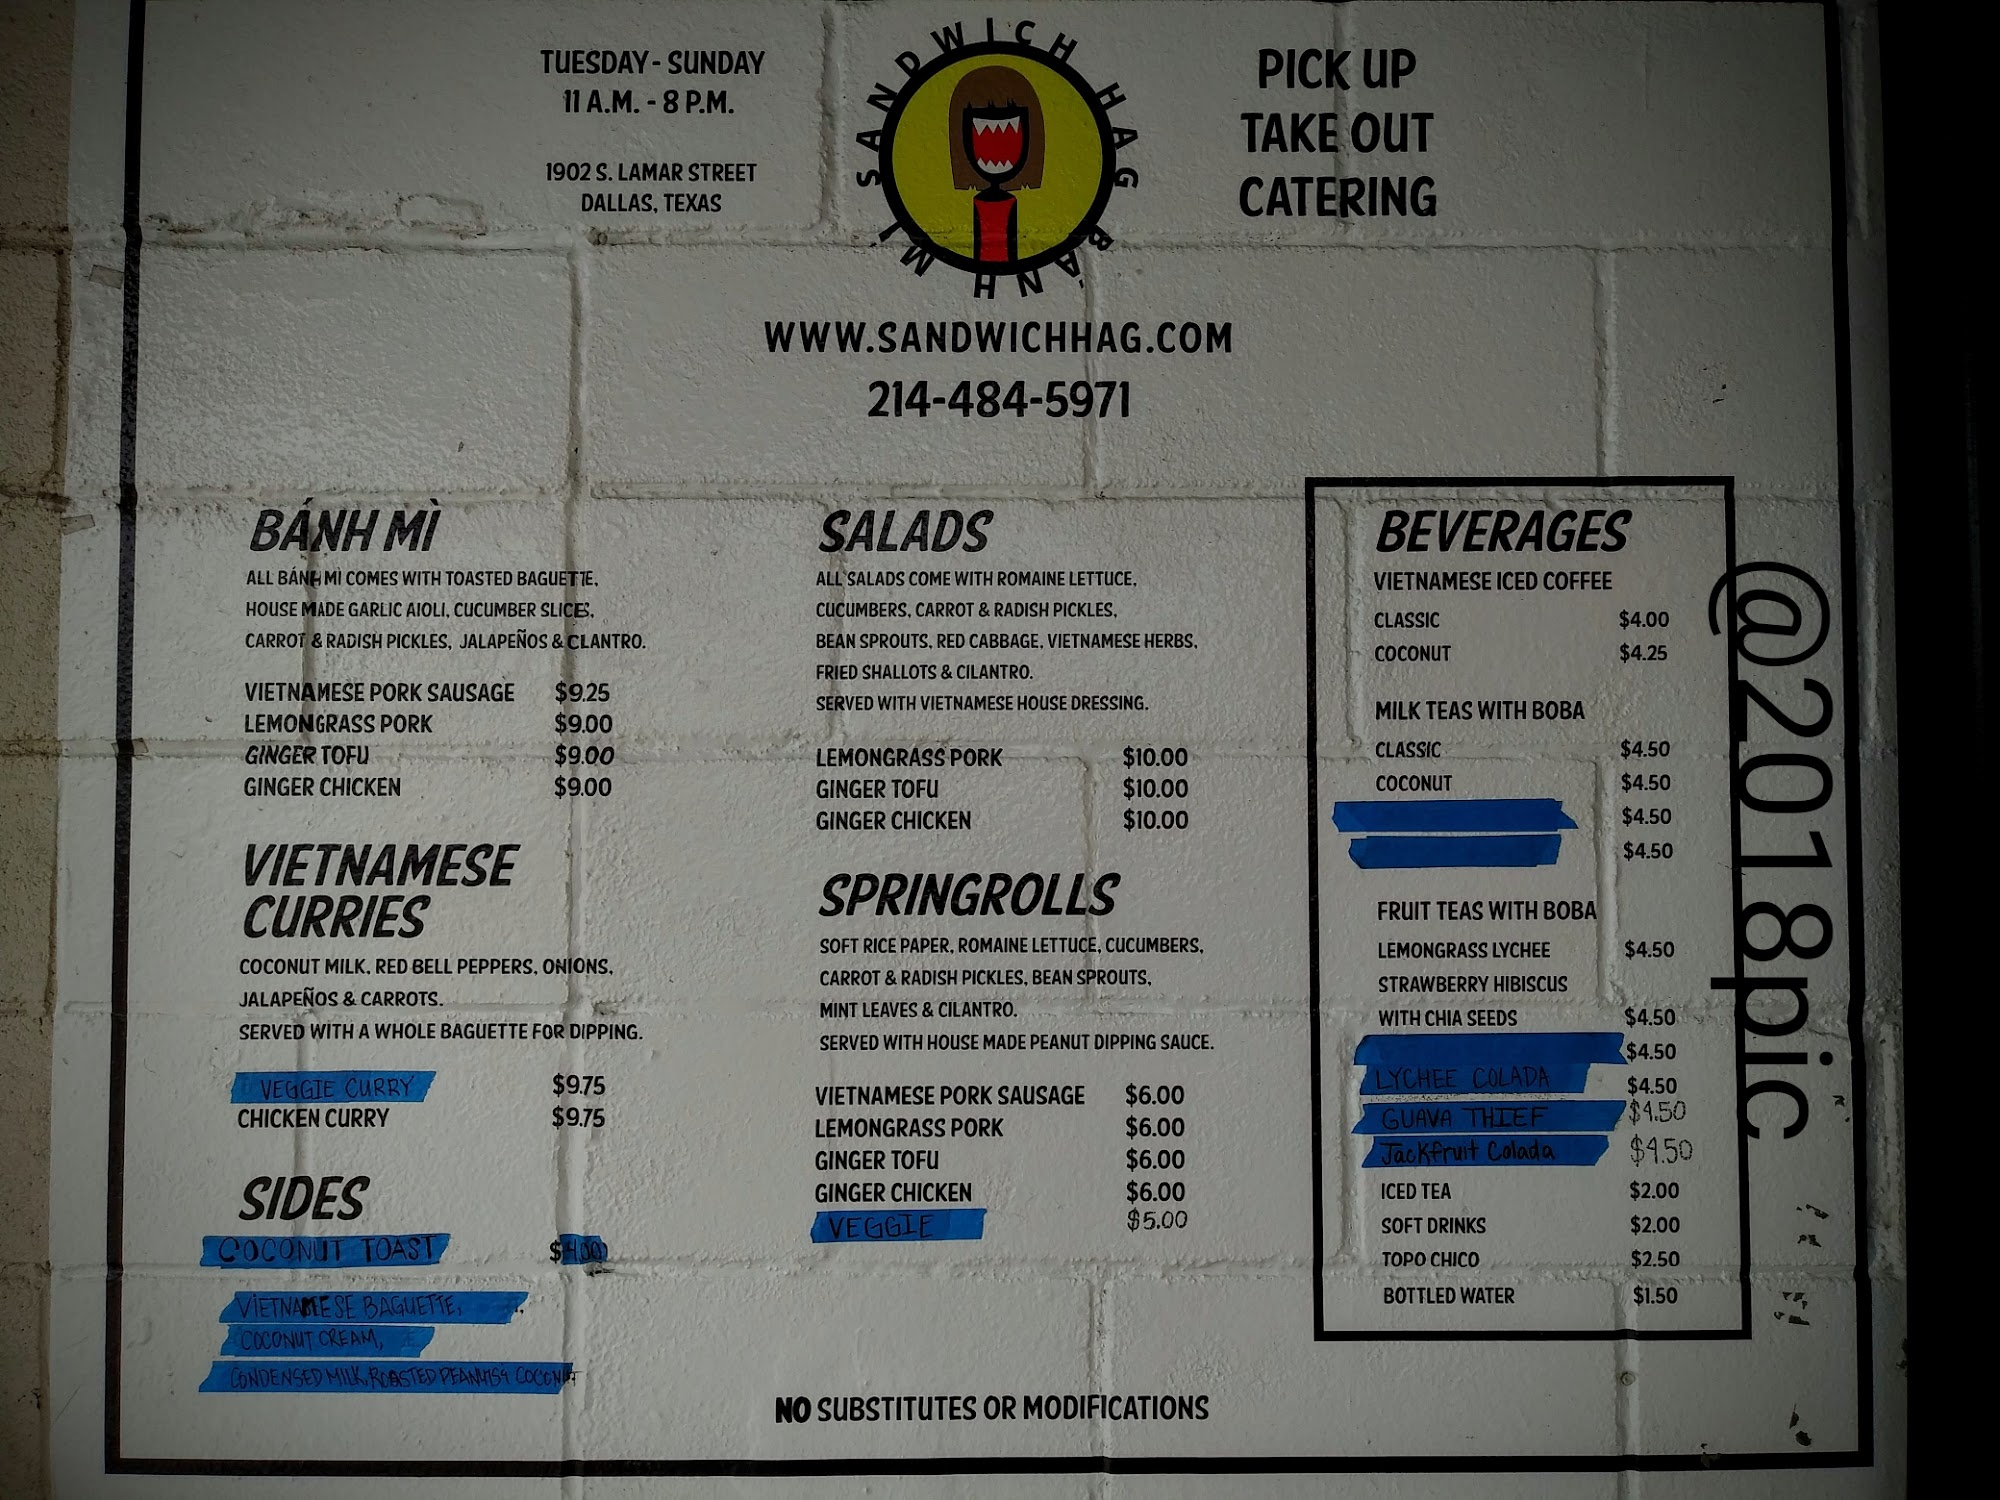 TUESDAY - SUNDAY
11 A.M. - 8 P.M.
1902 S. LAMAR STREET
DALLAS, TEXAS
SANDWICH HAG
BÁNH MÌ
PICK UP
TAKE OUT
CATERING
WWW.SANDWICHHAG.COM
214-484-5971
BÁNH MÌ
ALL BÁNH MÌ COMES WITH TOASTED BAGUETTE,
HOUSE MADE GARLIC AIOLI, CUCUMBER SLICES,
CARROT & RADISH PICKLES, JALAPEÑOS & CLANTRO.
VIETNAMESE PORK SAUSAGE $9.25
LEMONGRASS PORK $9.00
GINGER TOFU $9.00
GINGER CHICKEN $9.00
VIETNAMESE
CURRIES
COCONUT MILK, RED BELL PEPPERS, ONIONS,
JALAPEÑOS & CARROTS.
SERVED WITH A WHOLE BAGUETTE FOR DIPPING.
VEGGIE CURRY $9.75
CHICKEN CURRY $9.75
SIDES
COCONUT TOAST $4.00
VIETNAMESE BAGUETTE,
COCONUT CREAM,
CONDENSED MILK, ROASTED PEANUTS & COCONUT
SALADS
ALL SALADS COME WITH ROMAINE LETTUCE,
CUCUMBERS, CARROT & RADISH PICKLES,
BEAN SPROUTS, RED CABBAGE, VIETNAMESE HERBS,
FRIED SHALLOTS & CILANTRO.
SERVED WITH VIETNAMESE HOUSE DRESSING.
LEMONGRASS PORK $10.00
GINGER TOFU $10.00
GINGER CHICKEN $10.00
SPRINGROLLS
SOFT RICE PAPER, ROMAINE LETTUCE, CUCUMBERS,
CARROT & RADISH PICKLES, BEAN SPROUTS,
MINT LEAVES & CILANTRO.
SERVED WITH HOUSE MADE PEANUT DIPPING SAUCE.
VIETNAMESE PORK SAUSAGE $6.00
LEMONGRASS PORK $6.00
GINGER TOFU $6.00
GINGER CHICKEN $6.00
VEGGIE $5.00
BEVERAGES
VIETNAMESE ICED COFFEE
CLASSIC $4.00
COCONUT $4.25
MILK TEAS WITH BOBA
CLASSIC $4.50
COCONUT $4.50
$4.50
$4.50
FRUIT TEAS WITH BOBA
LEMONGRASS LYCHEE $4.50
STRAWBERRY HIBISCUS
WITH CHIA SEEDS $4.50
$4.50
LYCHEE COLADA $4.50
GUAVA THIEF $4.50
Jackfruit Colada $4.50
ICED TEA $2.00
SOFT DRINKS $2.00
TOPO CHICO $2.50
BOTTLED WATER $1.50
NO SUBSTITUTES OR MODIFICATIONS
@2018pic